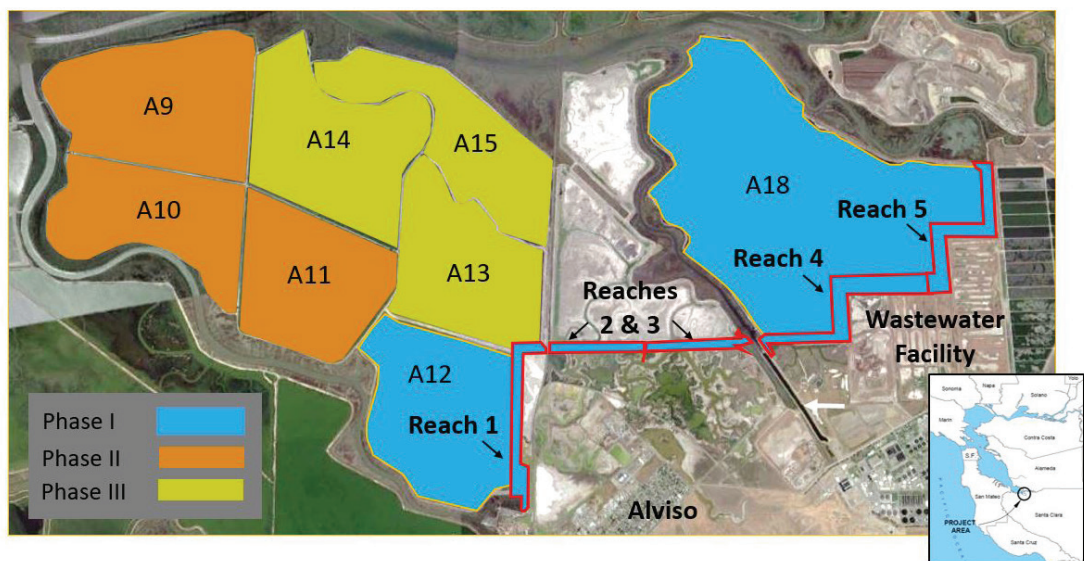 A9
A14
A15
A10
A18
A11
A13
Reach 5
Reach 4
Reaches
2 & 3
Wastewater
Facility
A12
Reach 1
Alviso
Phase I
Phase II
Phase III
Sonoma
Napa
Yolo
Solano
Marin
Contra Costa
S.F.
Alameda
San Mateo
Santa Clara
PROJECT
AREA
Santa Cruz